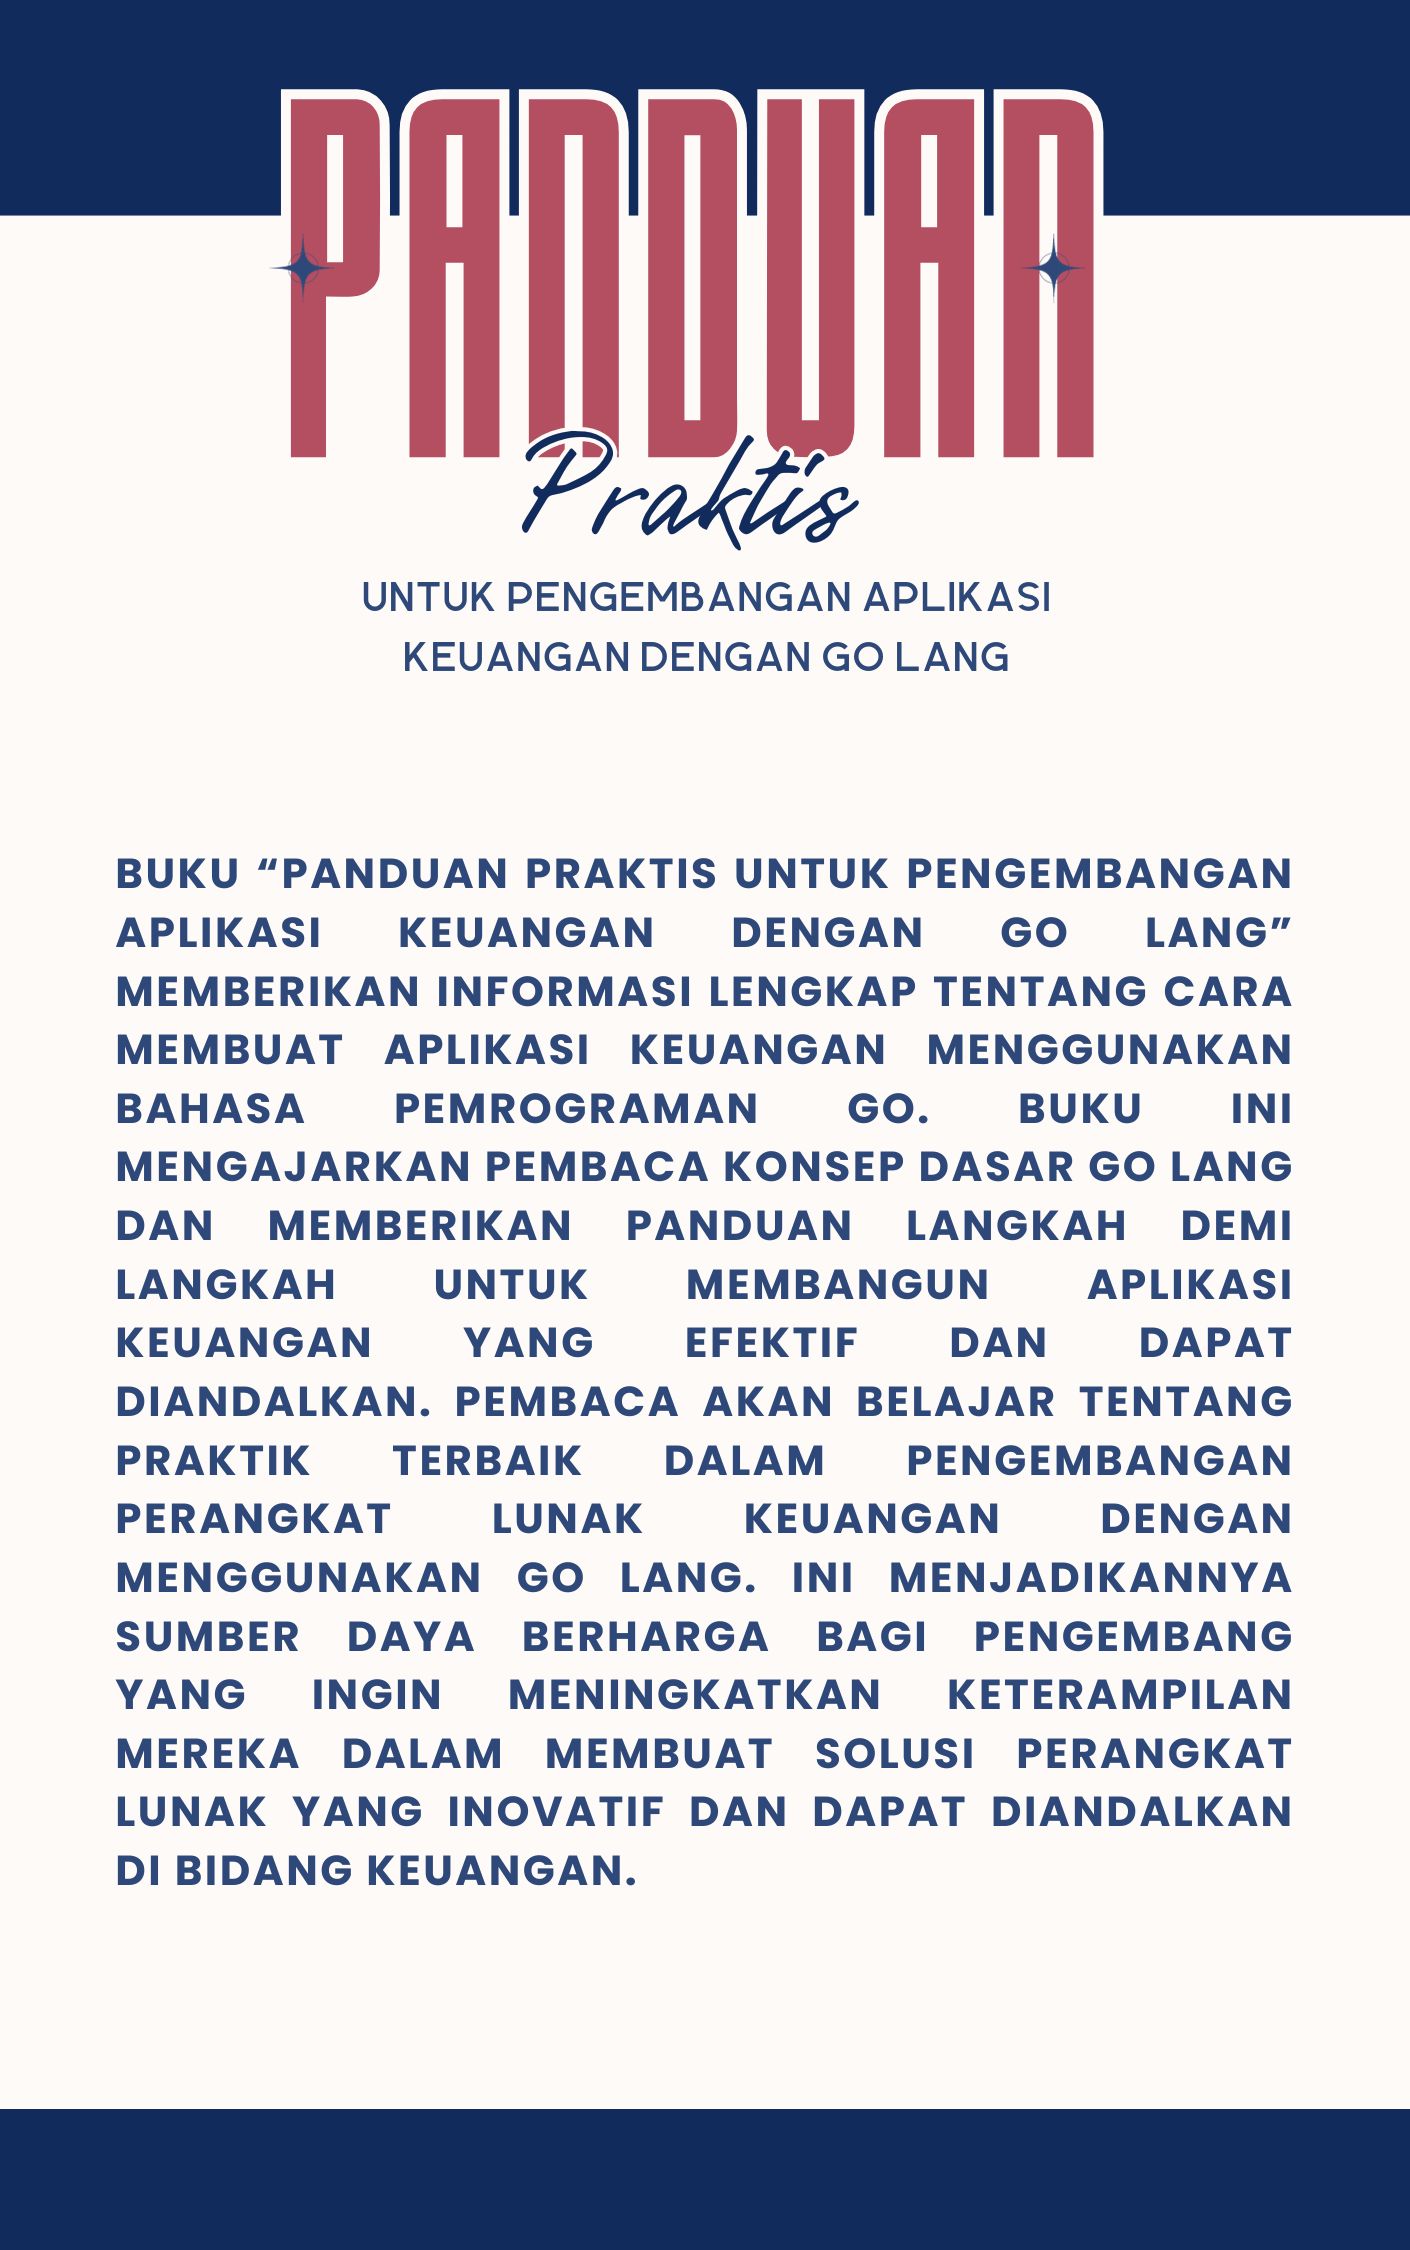 PANDUAN
Praktis
UNTUK PENGEMBANGAN APLIKASI
KEUANGAN DENGAN GO LANG
BUKU “PANDUAN PRAKTIS UNTUK PENGEMBANGAN
APLIKASI KEUANGAN DENGAN GO LANG”
MEMBERIKAN INFORMASI LENGKAP TENTANG CARA
MEMBUAT APLIKASI KEUANGAN MENGGUNAKAN
BAHASA PEMROGRAMAN GO. BUKU INI
MENGAJARKAN PEMBACA KONSEP DASAR GO LANG
DAN MEMBERIKAN PANDUAN LANGKAH DEMI
LANGKAH UNTUK MEMBANGUN APLIKASI
KEUANGAN YANG EFEKTIF DAN DAPAT
DIANDALKAN. PEMBACA AKAN BELAJAR TENTANG
PRAKTIK TERBAIK DALAM PENGEMBANGAN
PERANGKAT LUNAK KEUANGAN DENGAN
MENGGUNAKAN GO LANG. INI MENJADIKANNYA
SUMBER DAYA BERHARGA BAGI PENGEMBANG
YANG INGIN MENINGKATKAN KETERAMPILAN
MEREKA DALAM MEMBUAT SOLUSI PERANGKAT
LUNAK YANG INOVATIF DAN DAPAT DIANDALKAN
DI BIDANG KEUANGAN.